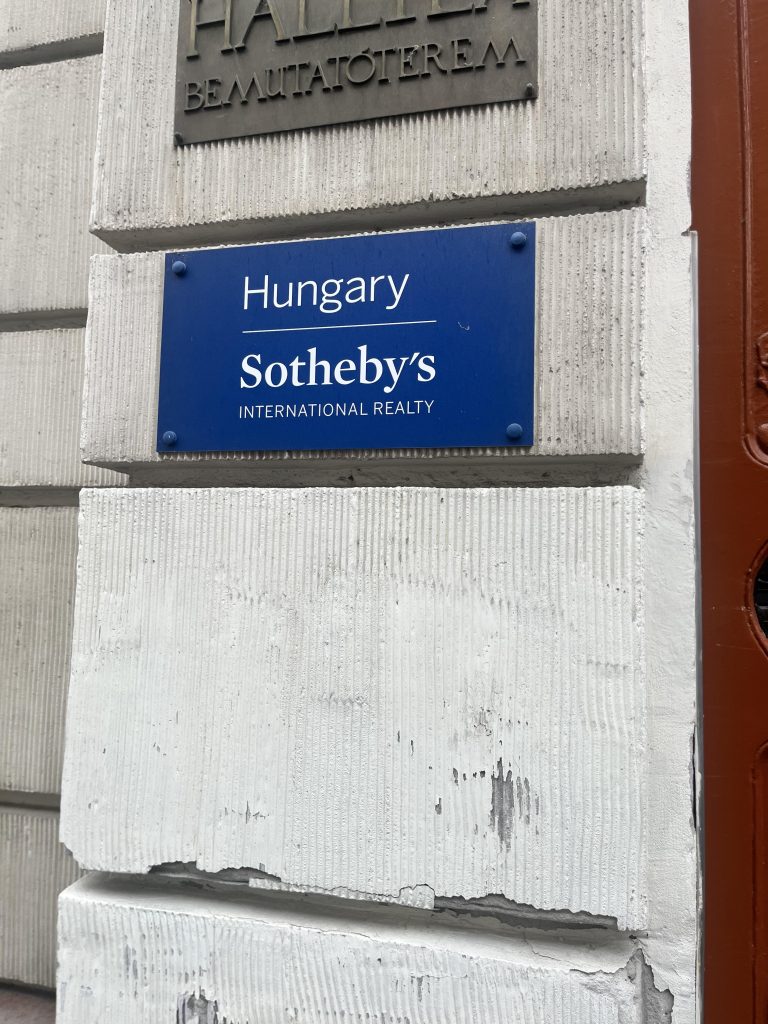 BEMUTATÓTEREM
Hungary
Sotheby's
INTERNATIONAL REALTY